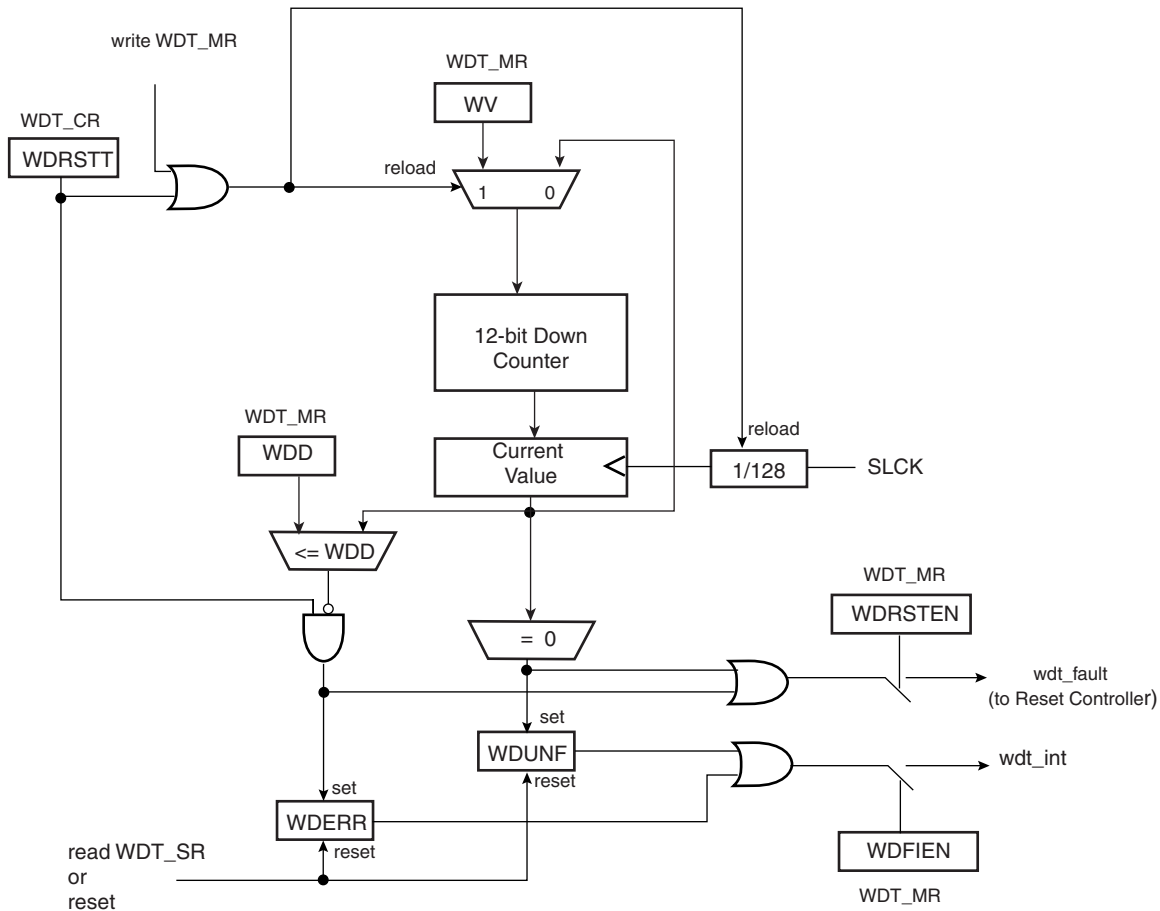 write WDT_MR
WDT_MR
WV
WDT_CR
WDRSTT
reload
1 0
12-bit Down
Counter
WDT_MR
WDD
Current
Value
reload
1/128
SLCK
<= WDD
= 0
WDT_MR
WDRSTEN
wdt_fault
(to Reset Controller)
set
WDUNF
reset
wdt_int
set
WDERR
reset
WDFIEN
WDT_MR
read WDT_SR
or
reset